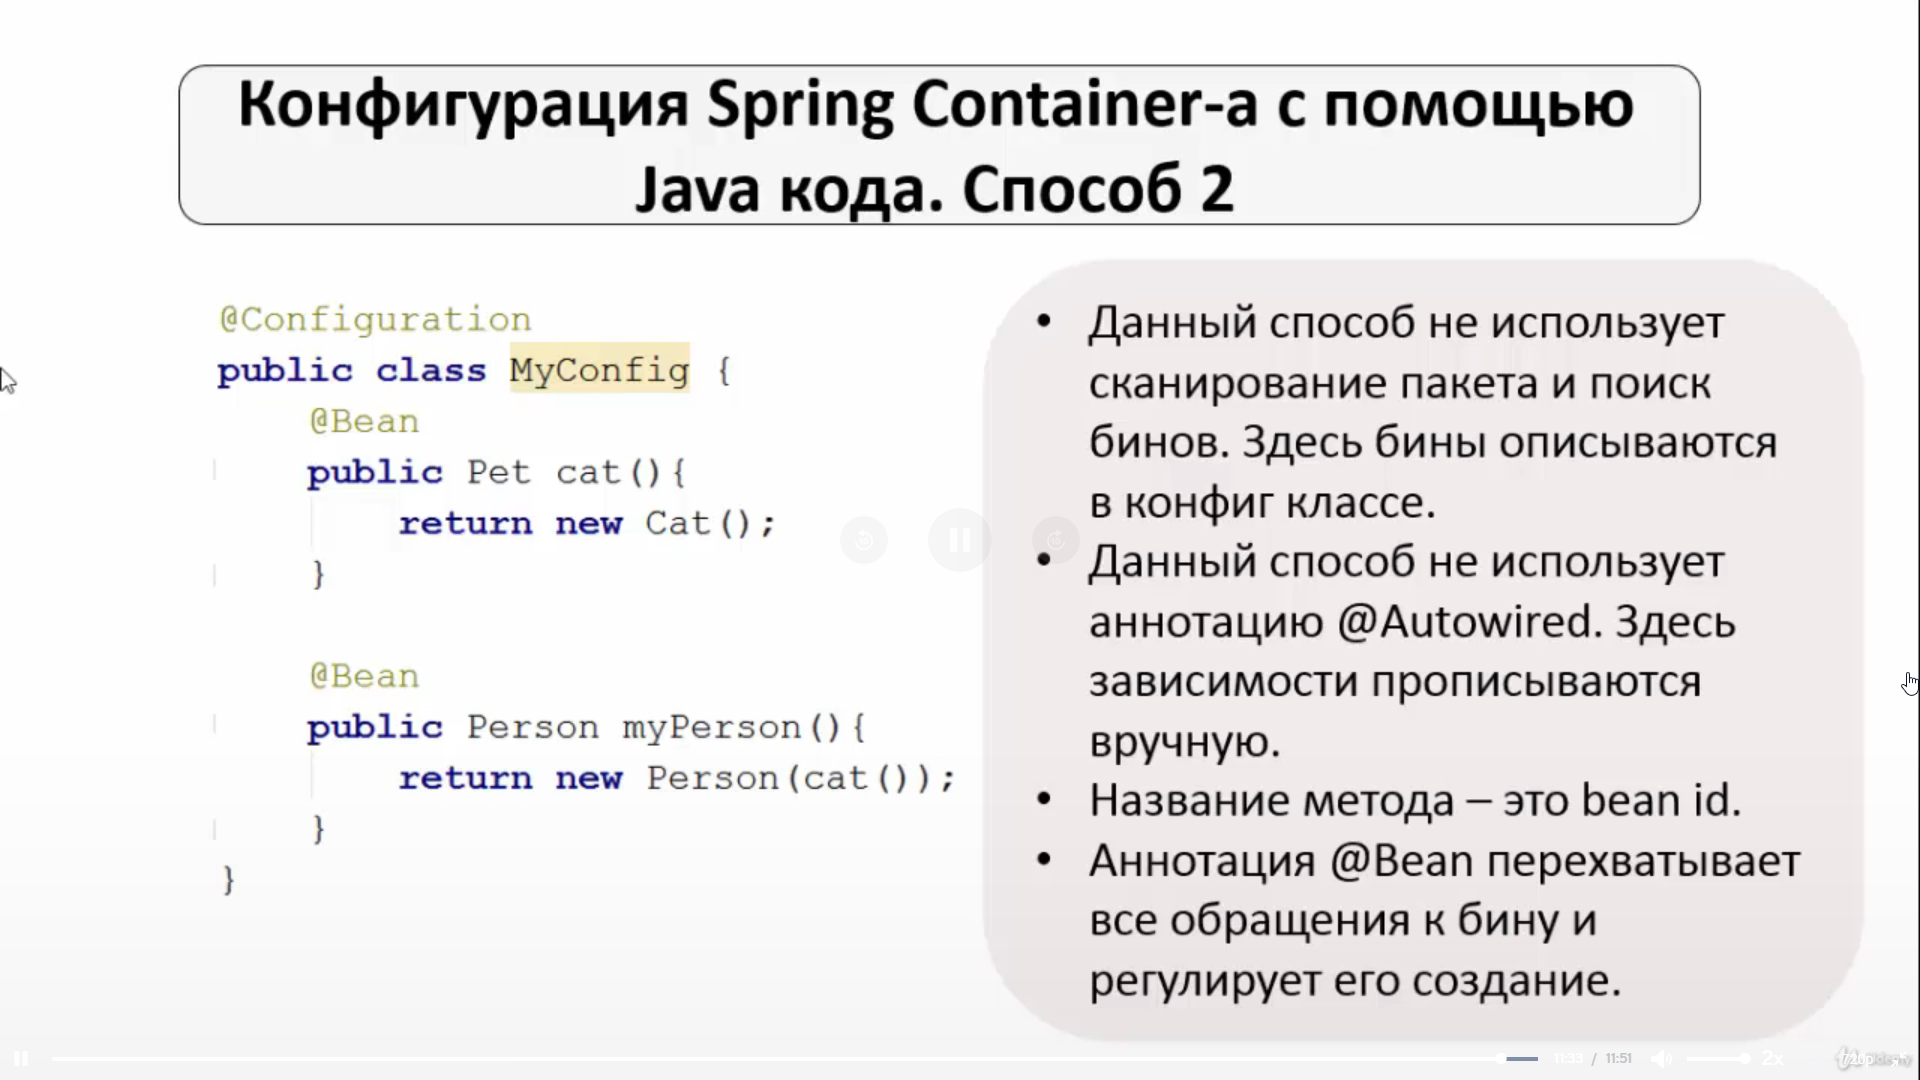 Конфигурация Spring Container-а с помощью
Java кода. Способ 2
@Configuration
public class MyConfig {
@Bean
public Pet cat(){
return new Cat();
}
@Bean
public Person myPerson(){
return new Person(cat());
}
}
• Данный способ не использует
сканирование пакета и поиск
бинов. Здесь бины описываются
в конфиг классе.
• Данный способ не использует
аннотацию @Autowired. Здесь
зависимости прописываются
вручную.
• Название метода – это bean id.
• Аннотация @Bean перехватывает
все обращения к бину и
регулирует его создание.
11:33 / 11:51
2x